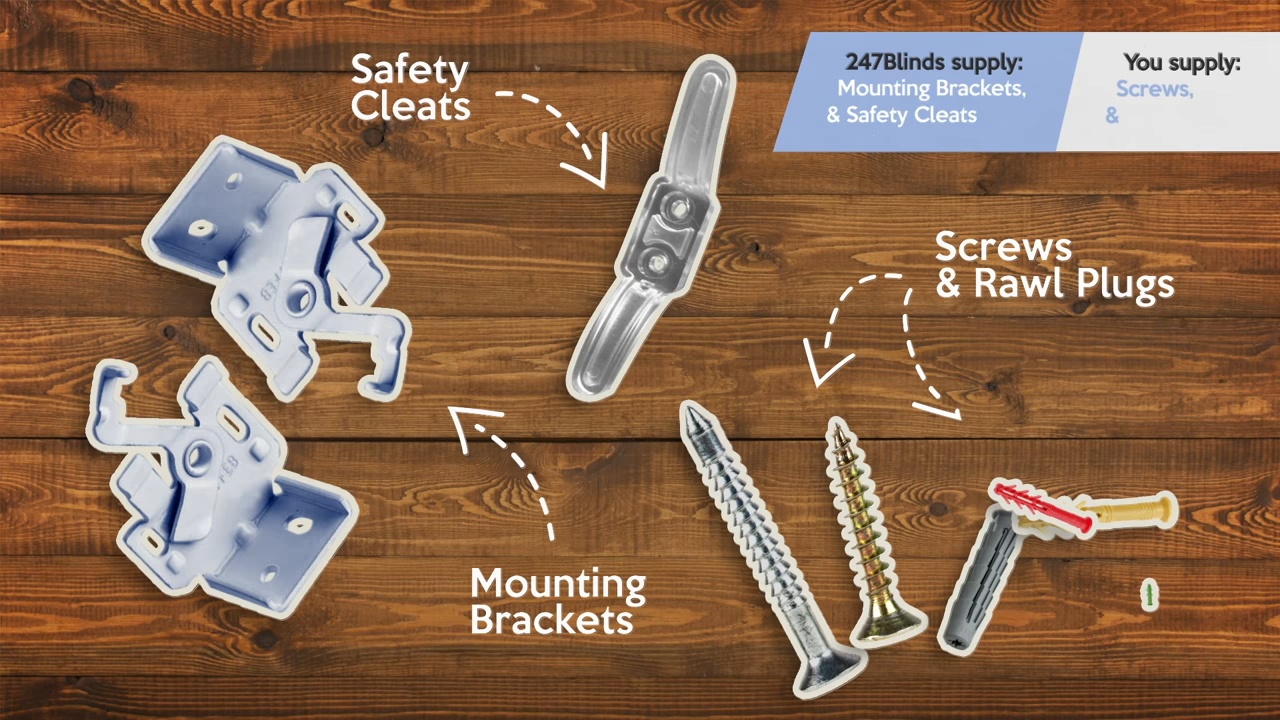 Safety
Cleats
247Blinds supply:
Mounting Brackets,
& Safety Cleats
You supply:
Screws,
&
Screws
& Rawl Plugs
Mounting
Brackets